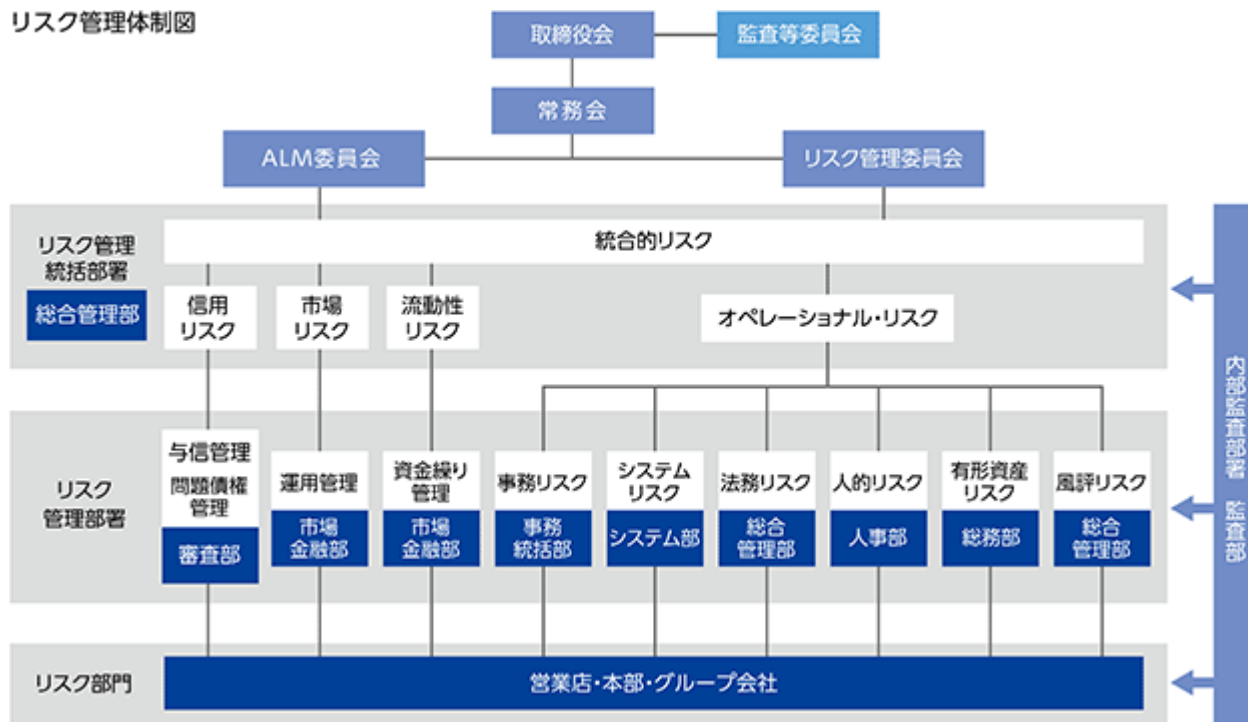 リスク管理体制図
取締役会
監査等委員会
常務会
ALM委員会
リスク管理委員会
リスク管理
統括部署
総合管理部
統合的リスク
信用
リスク
市場
リスク
流動性
リスク
オペレーショナル・リスク
リスク
管理部署
与信管理
問題債権
管理
審査部
運用管理
市場
金融部
資金繰り
管理
市場
金融部
事務リスク
事務
統括部
システム
リスク
システム部
法務リスク
総合
管理部
人的リスク
人事部
有形資産
リスク
総務部
風評リスク
総合
管理部
リスク部門
営業店・本部・グループ会社
内部監査部署 監査部